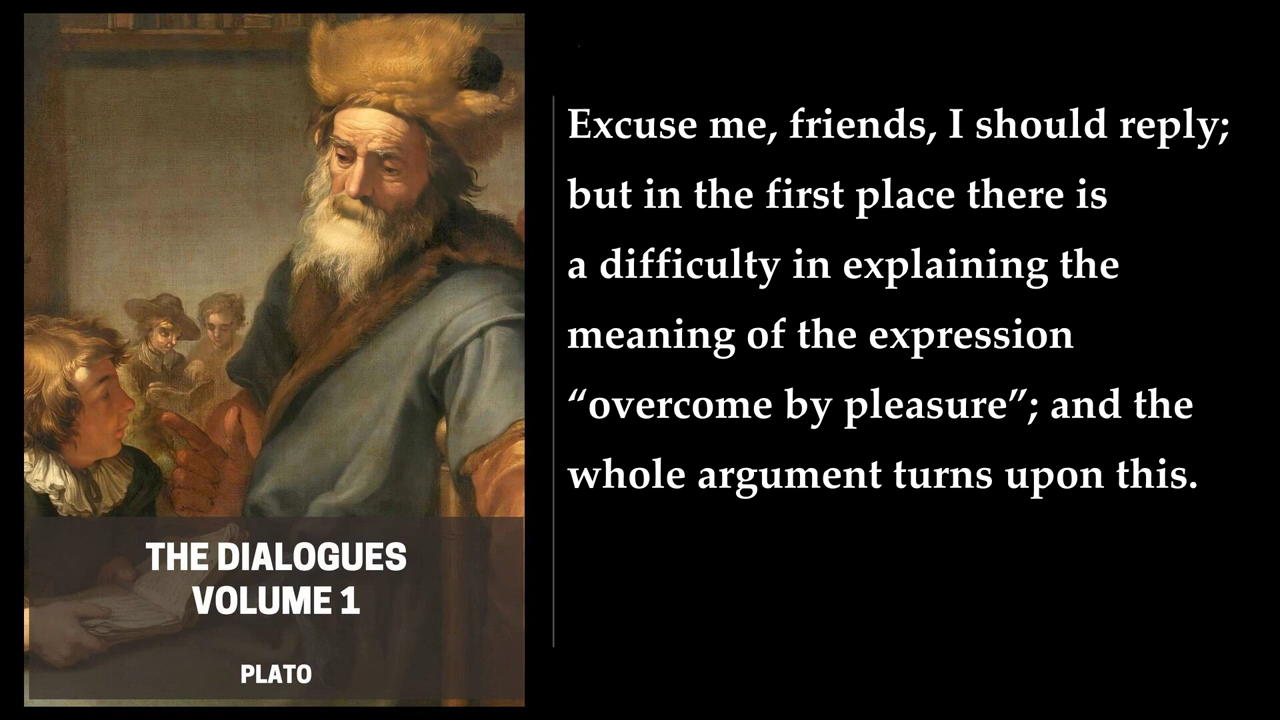 THE DIALOGUES
VOLUME 1
PLATO
Excuse me, friends, I should reply;
but in the first place there is
a difficulty in explaining the
meaning of the expression
“overcome by pleasure”; and the
whole argument turns upon this.